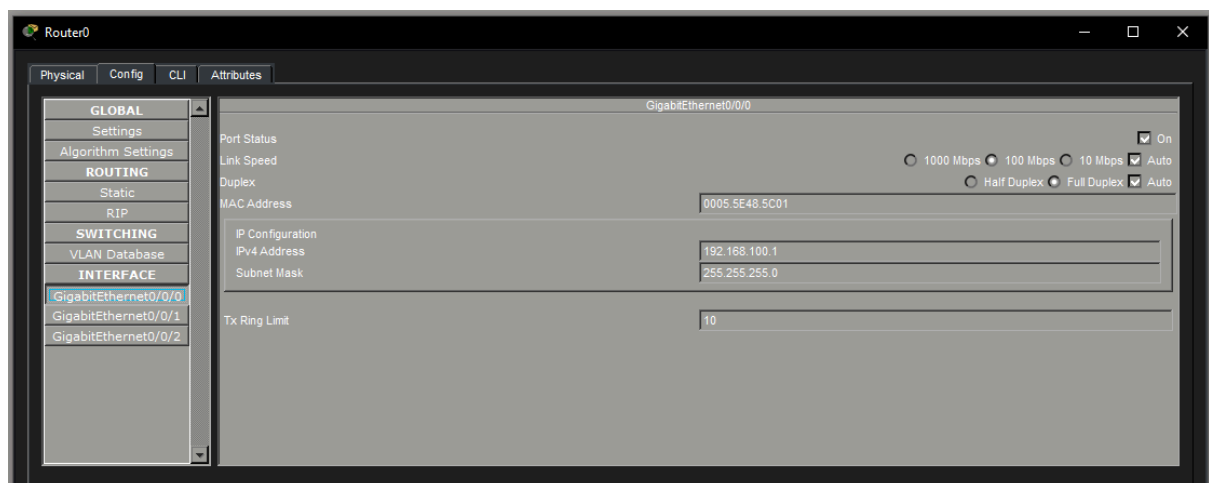 Router0
Physical Config CLI Attributes
GLOBAL
Settings
Algorithm Settings
ROUTING
Static
RIP
SWITCHING
VLAN Database
INTERFACE
GigabitEthernet0/0/0
GigabitEthernet0/0/1
GigabitEthernet0/0/2
GigabitEthernet0/0/0
Port Status On
Link Speed 1000 Mbps 100 Mbps 10 Mbps Auto
Duplex Half Duplex Full Duplex Auto
MAC Address 0005.5E48.5C01
IP Configuration
IPv4 Address 192.168.100.1
Subnet Mask 255.255.255.0
Tx Ring Limit 10